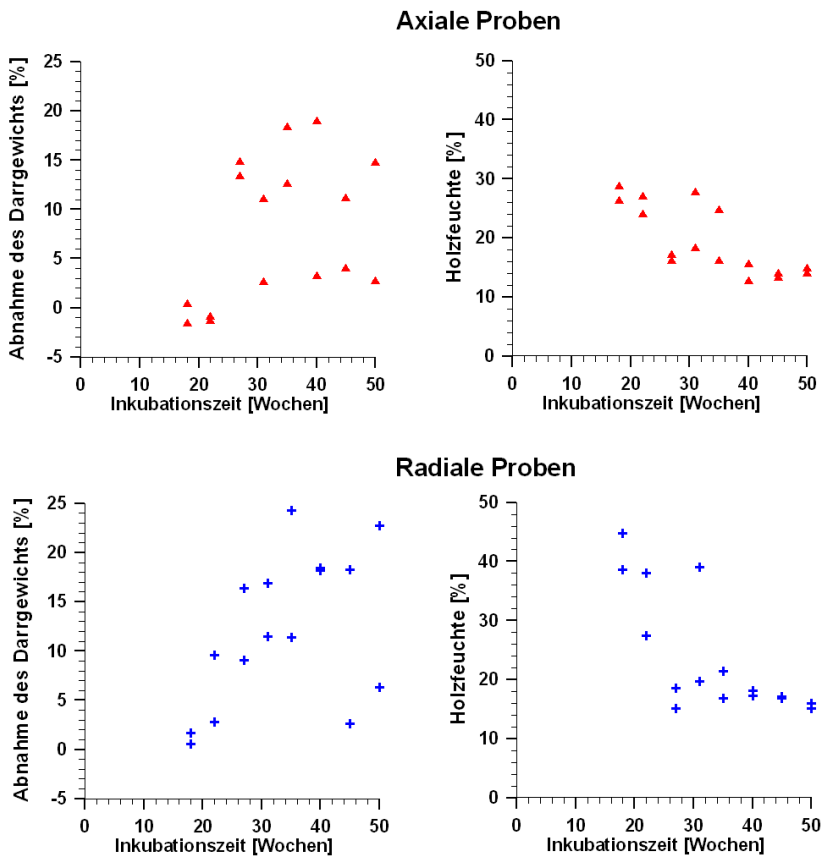 Axiale Proben
Abnahme des Darrgewichts [%]
25
20
15
10
5
0
-5
0 10 20 30 40 50
Inkubationszeit [Wochen]
Holzfeuchte [%]
50
40
30
20
10
0
0 10 20 30 40 50
Inkubationszeit [Wochen]
Radiale Proben
Abnahme des Darrgewichts [%]
25
20
15
10
5
0
-5
0 10 20 30 40 50
Inkubationszeit [Wochen]
Holzfeuchte [%]
50
40
30
20
10
0
0 10 20 30 40 50
Inkubationszeit [Wochen]